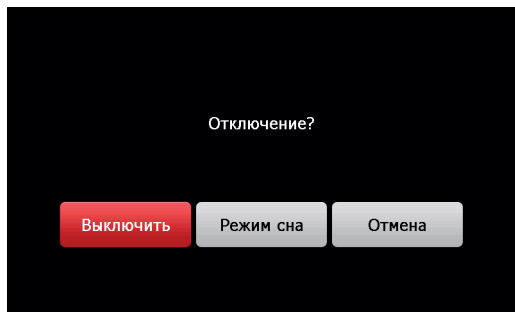 Отключение?
Выключить
Режим сна
Отмена